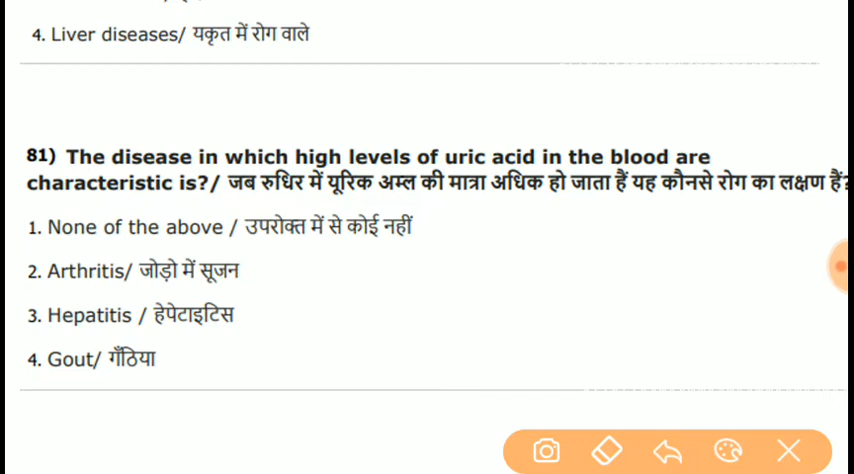 4. Liver diseases/ यकृत में रोग वाले
81) The disease in which high levels of uric acid in the blood are
characteristic is?/ जब रुधिर में यूरिक अम्ल की मात्रा अधिक हो जाता हैं यह कौनसे रोग का लक्षण हैं?
1. None of the above / उपरोक्त में से कोई नहीं
2. Arthritis/ जोड़ो में सूजन
3. Hepatitis / हेपेटाइटिस
4. Gout/ गँठिया